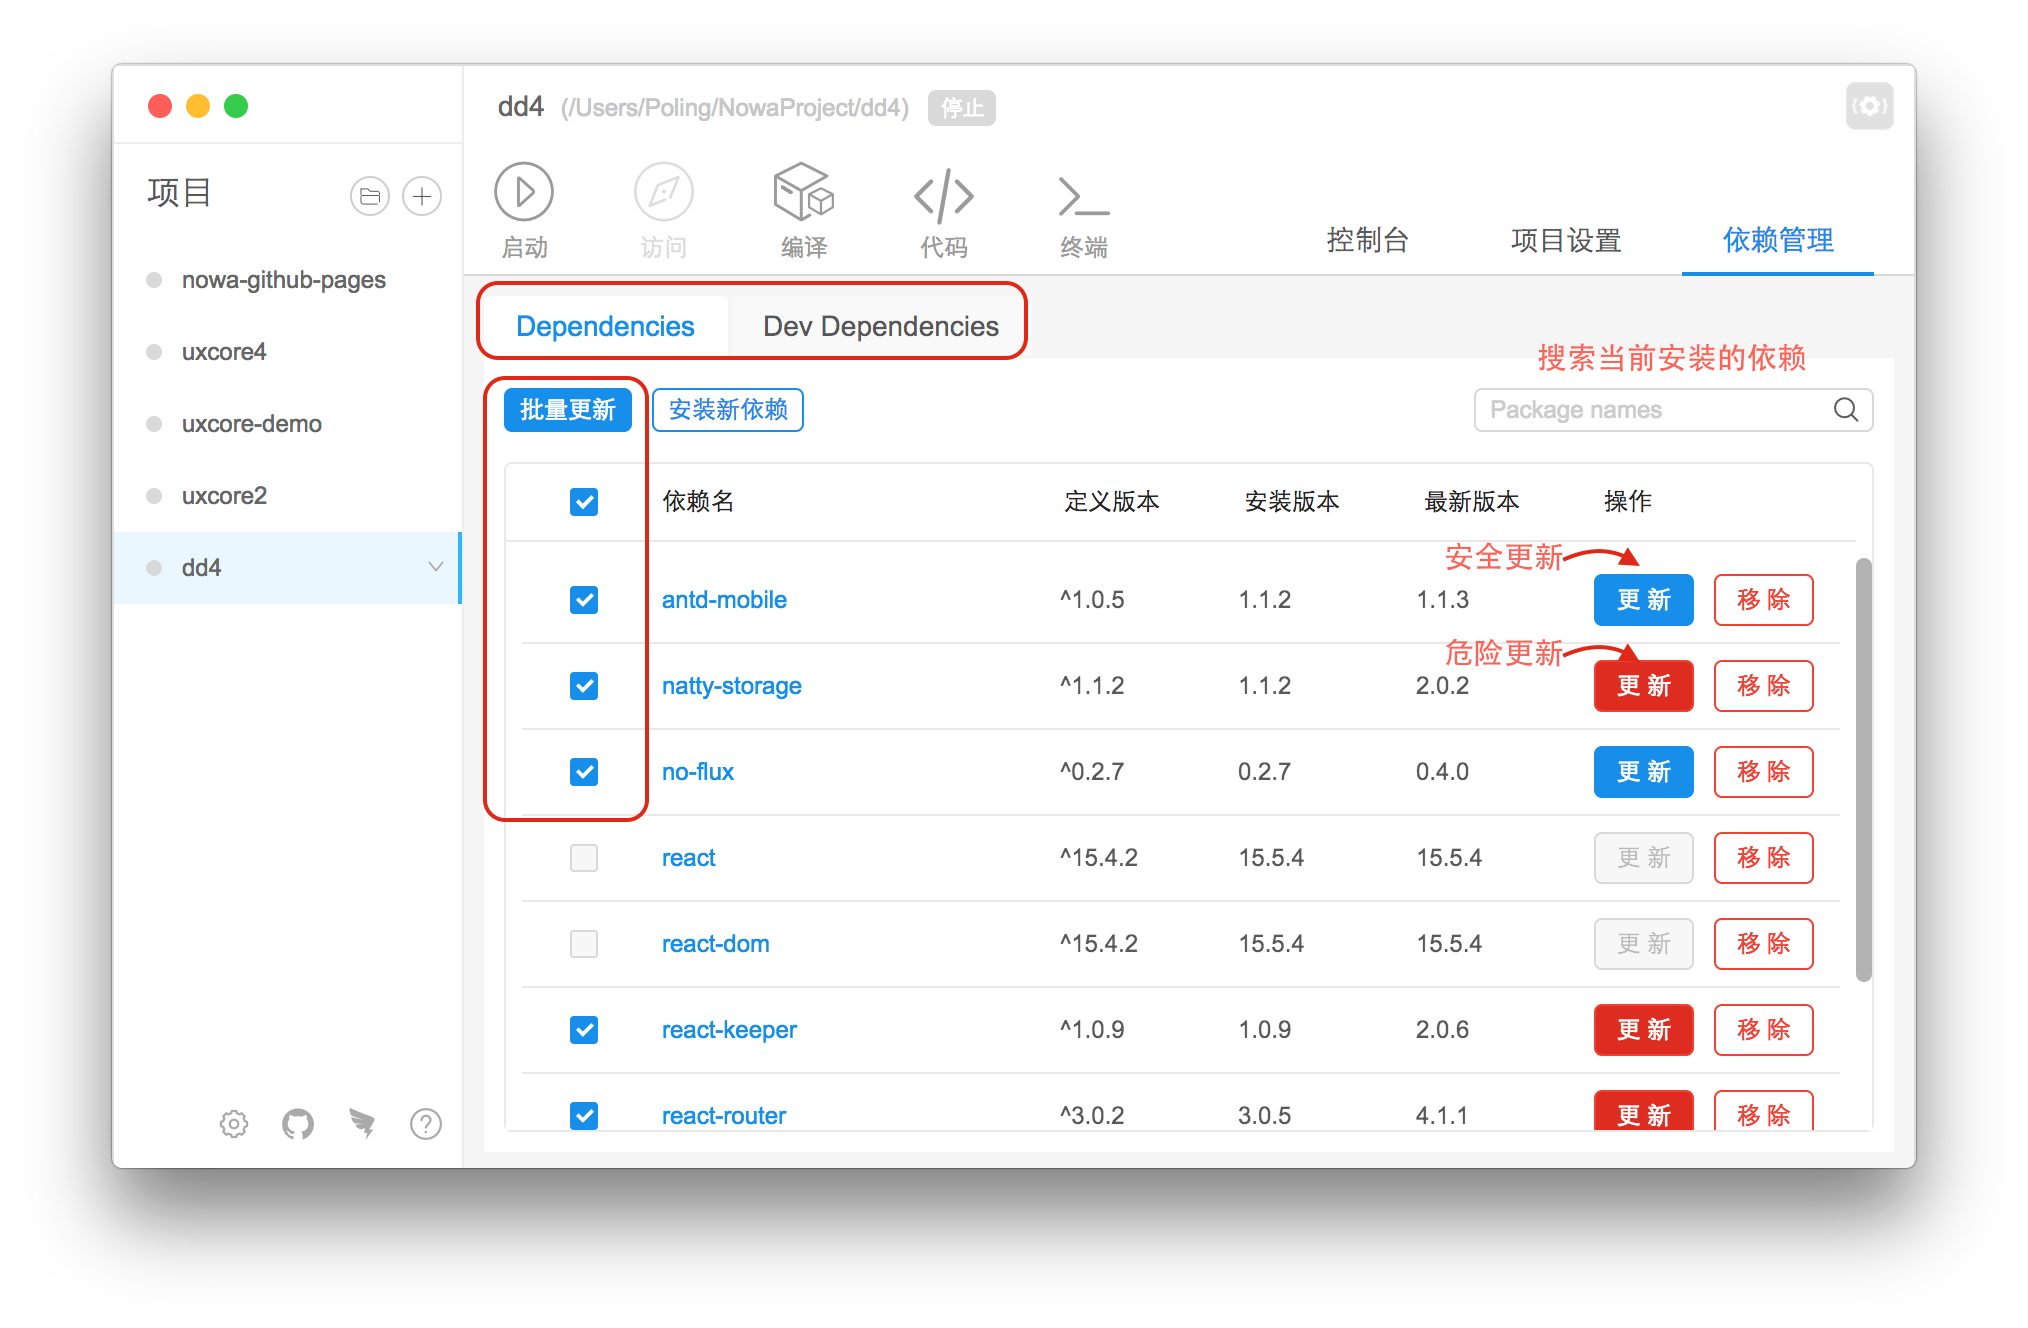 dd4 (/Users/Poling/NowaProject/dd4) 停止
项目
启动 访问 编译 代码 终端
控制台 项目设置 依赖管理
nowa-github-pages
uxcore4
uxcore-demo
uxcore2
dd4
Dependencies Dev Dependencies
搜索当前安装的依赖
批量更新 安装新依赖 Package names
依赖名 定义版本 安装版本 最新版本 操作
安全更新
antd-mobile ^1.0.5 1.1.2 1.1.3 更 新 移 除
危险更新
natty-storage ^1.1.2 1.1.2 2.0.2 更 新 移 除
no-flux ^0.2.7 0.2.7 0.4.0 更 新 移 除
react ^15.4.2 15.5.4 15.5.4 更 新 移 除
react-dom ^15.4.2 15.5.4 15.5.4 更 新 移 除
react-keeper ^1.0.9 1.0.9 2.0.6 更 新 移 除
react-router ^3.0.2 3.0.5 4.1.1 更 新 移 除